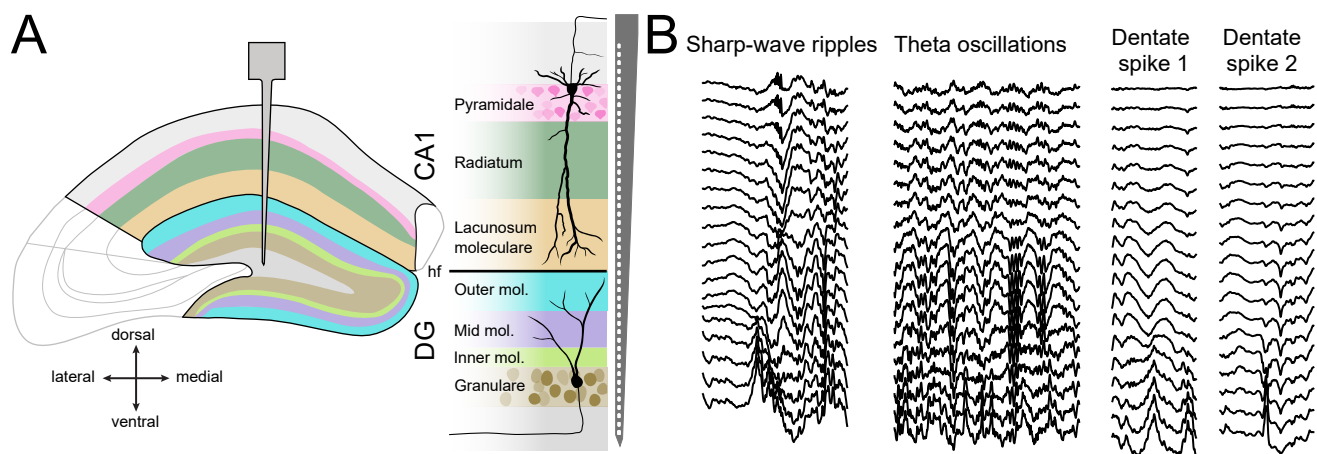 A
CA1
Pyramidale
Radiatum
Lacunosum
moleculare
hf
DG
Outer mol.
Mid mol.
Inner mol.
Granulare
dorsal
lateral
medial
ventral
B
Sharp-wave ripples
Theta oscillations
Dentate
spike 1
Dentate
spike 2